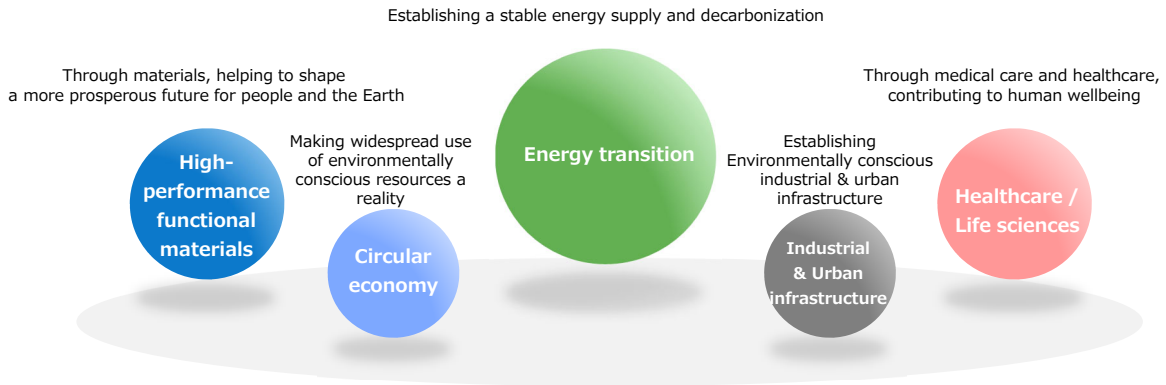 Establishing a stable energy supply and decarbonization
Through materials, helping to shape
a more prosperous future for people and the Earth
High-
performance
functional
materials
Making widespread use
of environmentally
conscious resources a
reality
Circular
economy
Energy transition
Establishing
Environmentally conscious
industrial & urban
infrastructure
Industrial
& Urban
infrastructure
Through medical care and healthcare,
contributing to human wellbeing
Healthcare /
Life sciences